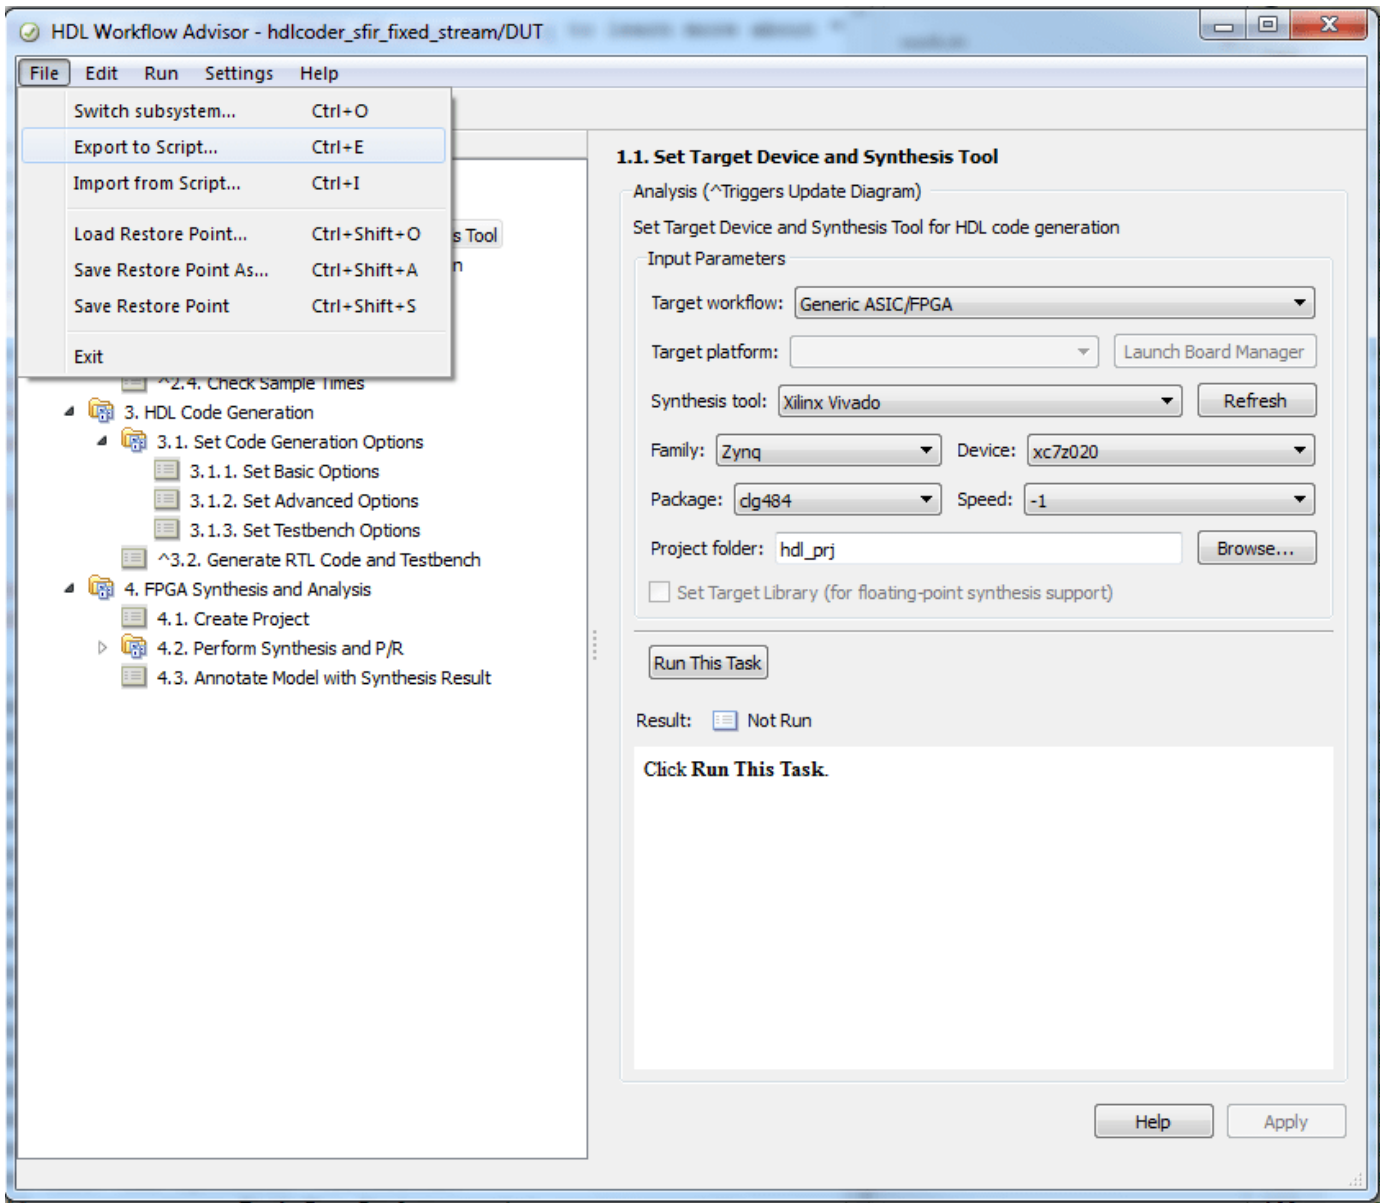 HDL Workflow Advisor - hdlcoder_sfir_fixed_stream/DUT
File Edit Run Settings Help
Switch subsystem... Ctrl+O
Export to Script... Ctrl+E
Import from Script... Ctrl+I
Load Restore Point... Ctrl+Shift+O
Save Restore Point As... Ctrl+Shift+A
Save Restore Point Ctrl+Shift+S
Exit
s Tool
n
^2.4. Check Sample Times
3. HDL Code Generation
3.1. Set Code Generation Options
3.1.1. Set Basic Options
3.1.2. Set Advanced Options
3.1.3. Set Testbench Options
^3.2. Generate RTL Code and Testbench
4. FPGA Synthesis and Analysis
4.1. Create Project
4.2. Perform Synthesis and P/R
4.3. Annotate Model with Synthesis Result
1.1. Set Target Device and Synthesis Tool
Analysis (^Triggers Update Diagram)
Set Target Device and Synthesis Tool for HDL code generation
Input Parameters
Target workflow: Generic ASIC/FPGA
Target platform: Launch Board Manager
Synthesis tool: Xilinx Vivado Refresh
Family: Zynq Device: xc7z020
Package: clg484 Speed: -1
Project folder: hdl_prj Browse...
Set Target Library (for floating-point synthesis support)
Run This Task
Result: Not Run
Click Run This Task.
Help Apply